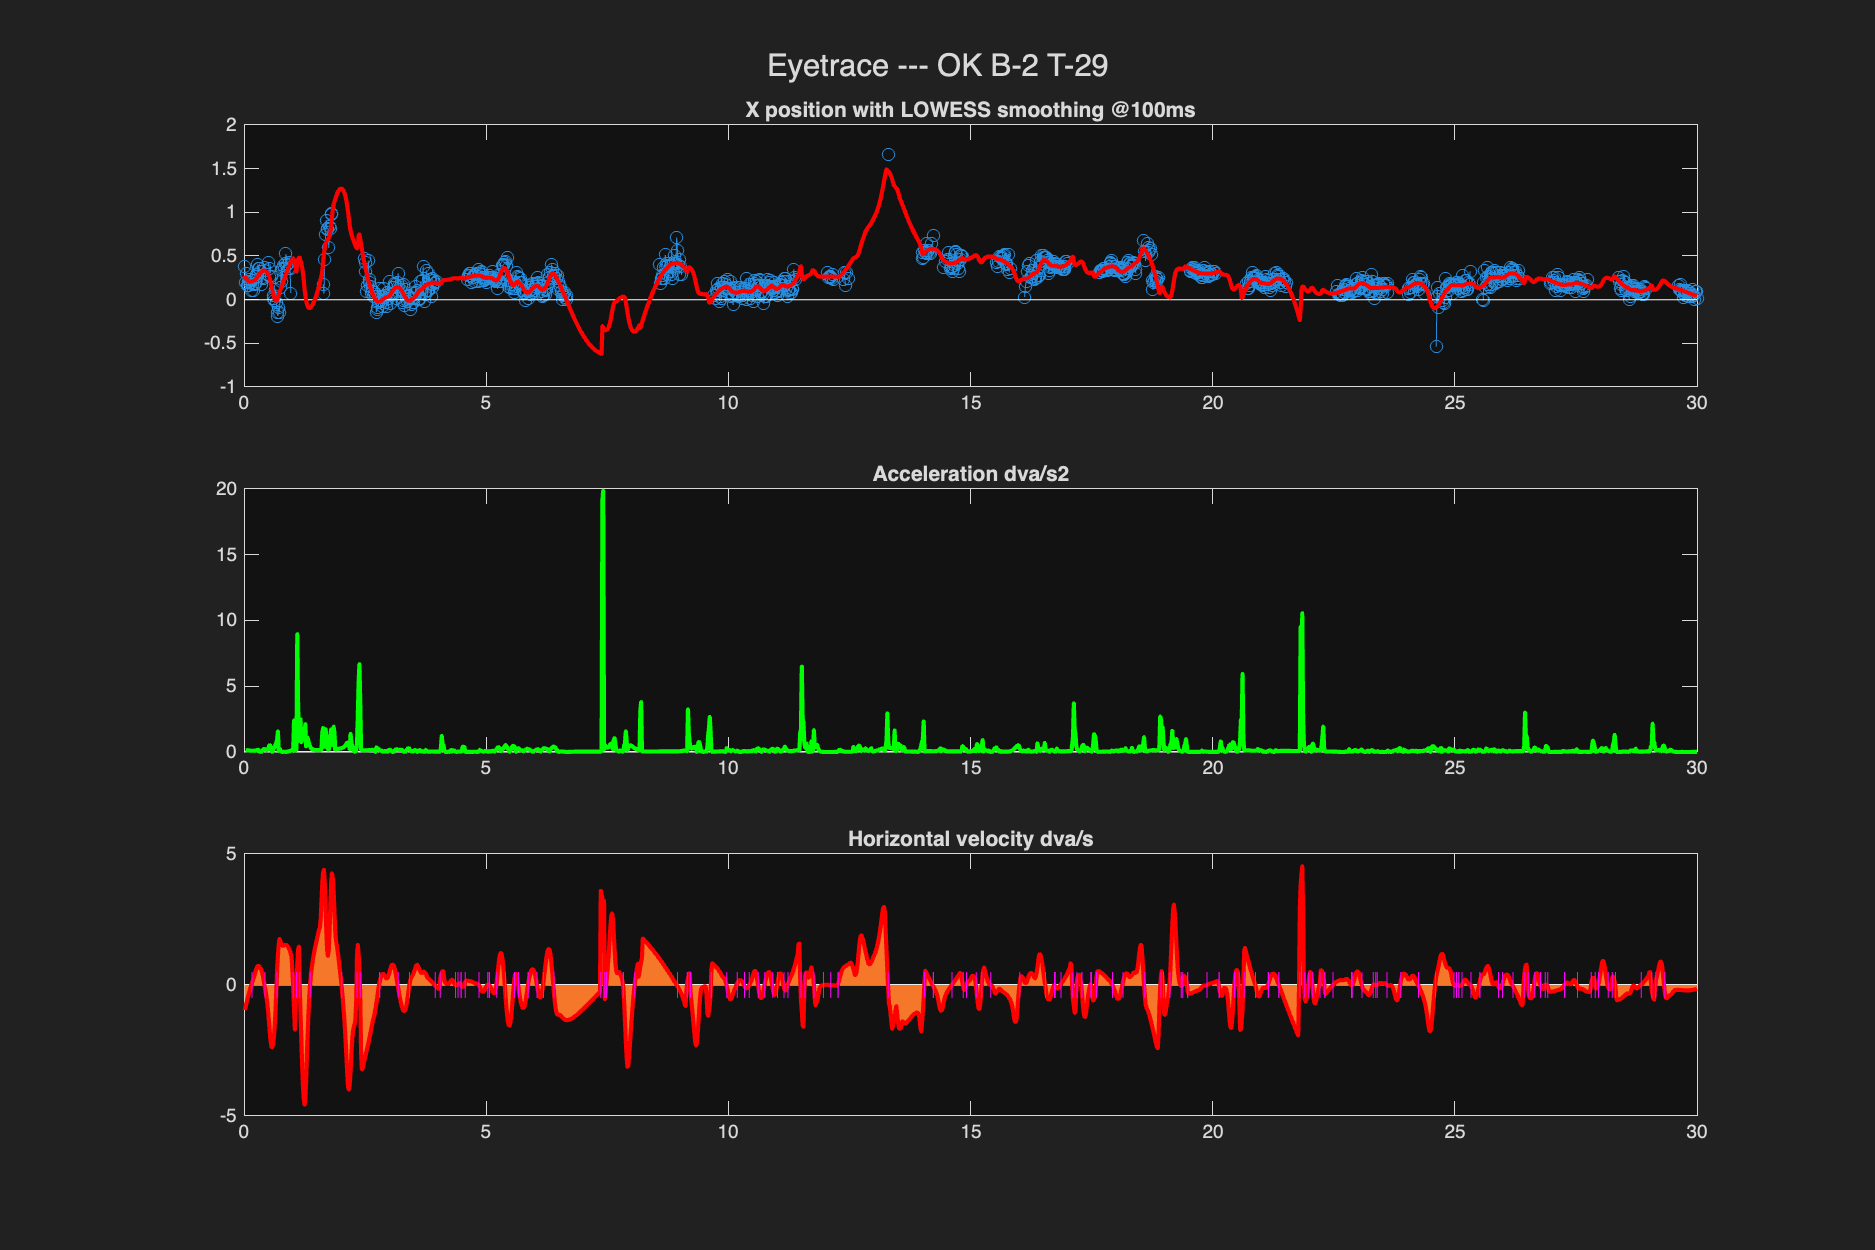 Eyetrace --- OK B-2 T-29
X position with LOWESS smoothing @100ms
2
1.5
1
0.5
0
-0.5
-1
0 5 10 15 20 25 30
Acceleration dva/s2
20
15
10
5
0
0 5 10 15 20 25 30
Horizontal velocity dva/s
5
0
-5
0 5 10 15 20 25 30